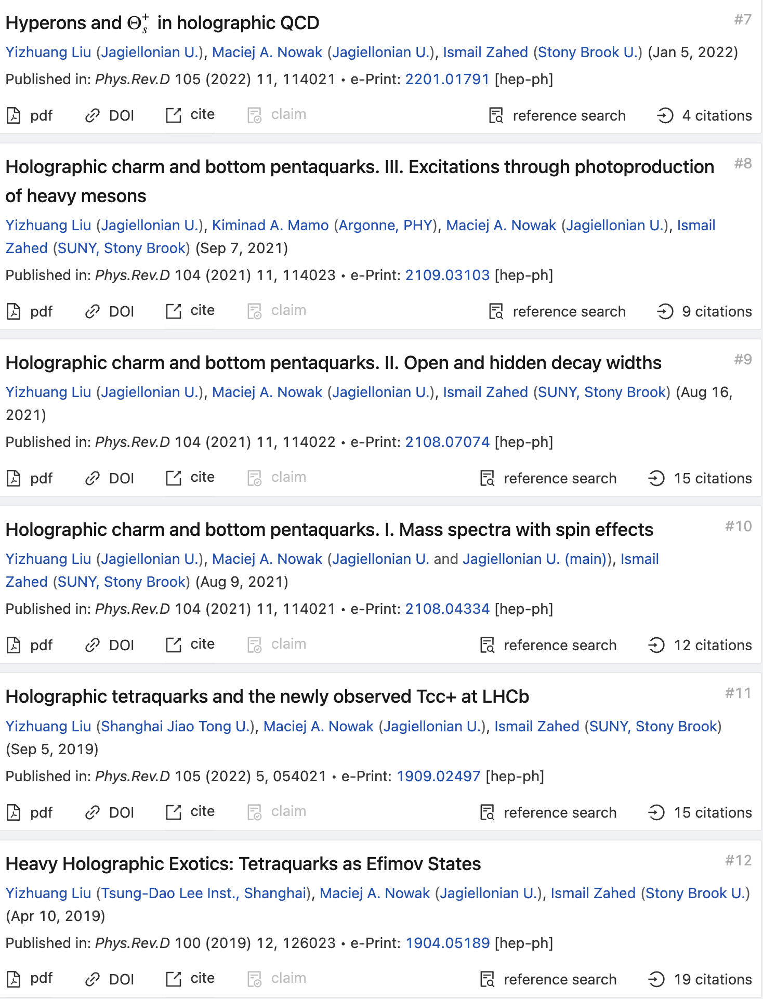 Hyperons and Θ_s^+ in holographic QCD #7
Yizhuang Liu (Jagiellonian U.), Maciej A. Nowak (Jagiellonian U.), Ismail Zahed (Stony Brook U.) (Jan 5, 2022)
Published in: Phys.Rev.D 105 (2022) 11, 114021 • e-Print: 2201.01791 [hep-ph]
pdf DOI cite claim reference search 4 citations
Holographic charm and bottom pentaquarks. III. Excitations through photoproduction #8
of heavy mesons
Yizhuang Liu (Jagiellonian U.), Kiminad A. Mamo (Argonne, PHY), Maciej A. Nowak (Jagiellonian U.), Ismail
Zahed (SUNY, Stony Brook) (Sep 7, 2021)
Published in: Phys.Rev.D 104 (2021) 11, 114023 • e-Print: 2109.03103 [hep-ph]
pdf DOI cite claim reference search 9 citations
Holographic charm and bottom pentaquarks. II. Open and hidden decay widths #9
Yizhuang Liu (Jagiellonian U.), Maciej A. Nowak (Jagiellonian U.), Ismail Zahed (SUNY, Stony Brook) (Aug 16,
2021)
Published in: Phys.Rev.D 104 (2021) 11, 114022 • e-Print: 2108.07074 [hep-ph]
pdf DOI cite claim reference search 15 citations
Holographic charm and bottom pentaquarks. I. Mass spectra with spin effects #10
Yizhuang Liu (Jagiellonian U.), Maciej A. Nowak (Jagiellonian U. and Jagiellonian U. (main)), Ismail
Zahed (SUNY, Stony Brook) (Aug 9, 2021)
Published in: Phys.Rev.D 104 (2021) 11, 114021 • e-Print: 2108.04334 [hep-ph]
pdf DOI cite claim reference search 12 citations
Holographic tetraquarks and the newly observed Tcc+ at LHCb #11
Yizhuang Liu (Shanghai Jiao Tong U.), Maciej A. Nowak (Jagiellonian U.), Ismail Zahed (SUNY, Stony Brook)
(Sep 5, 2019)
Published in: Phys.Rev.D 105 (2022) 5, 054021 • e-Print: 1909.02497 [hep-ph]
pdf DOI cite claim reference search 15 citations
Heavy Holographic Exotics: Tetraquarks as Efimov States #12
Yizhuang Liu (Tsung-Dao Lee Inst., Shanghai), Maciej A. Nowak (Jagiellonian U.), Ismail Zahed (Stony Brook U.)
(Apr 10, 2019)
Published in: Phys.Rev.D 100 (2019) 12, 126023 • e-Print: 1904.05189 [hep-ph]
pdf DOI cite claim reference search 19 citations